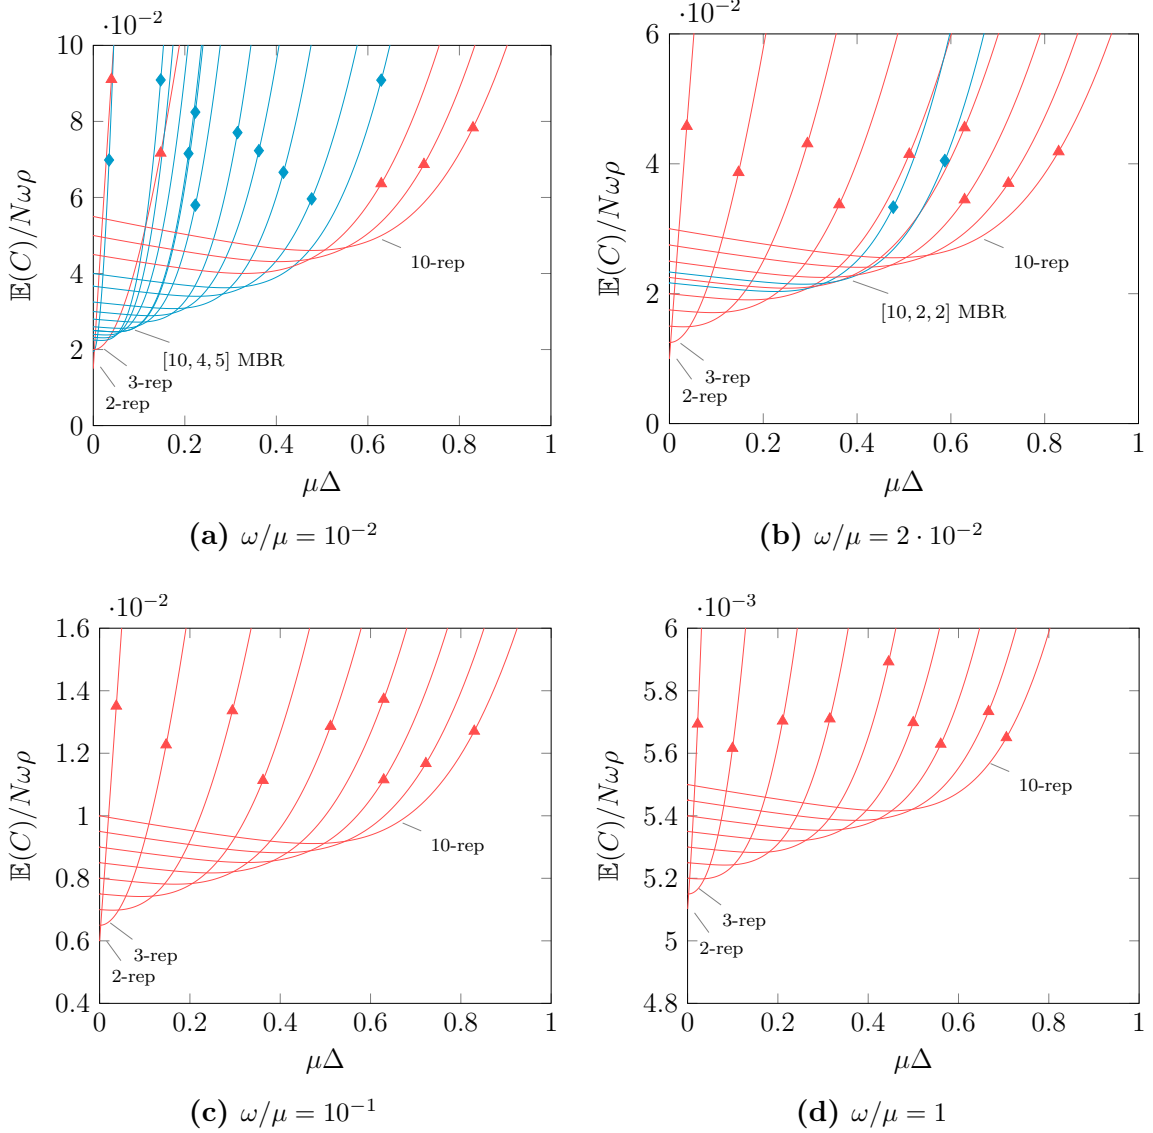 ·10⁻²
10
8
6
4
2
0
0
0.2
0.4
0.6
0.8
1
𝔼(C)/Nωρ
μΔ
10-rep
[10, 4, 5] MBR
3-rep
2-rep
(a) ω/μ = 10⁻²
·10⁻²
6
4
2
0
0
0.2
0.4
0.6
0.8
1
𝔼(C)/Nωρ
μΔ
10-rep
[10, 2, 2] MBR
3-rep
2-rep
(b) ω/μ = 2 · 10⁻²
·10⁻²
1.6
1.4
1.2
1
0.8
0.6
0.4
0
0.2
0.4
0.6
0.8
1
𝔼(C)/Nωρ
μΔ
10-rep
3-rep
2-rep
(c) ω/μ = 10⁻¹
·10⁻³
6
5.8
5.6
5.4
5.2
5
4.8
0
0.2
0.4
0.6
0.8
1
𝔼(C)/Nωρ
μΔ
10-rep
3-rep
2-rep
(d) ω/μ = 1